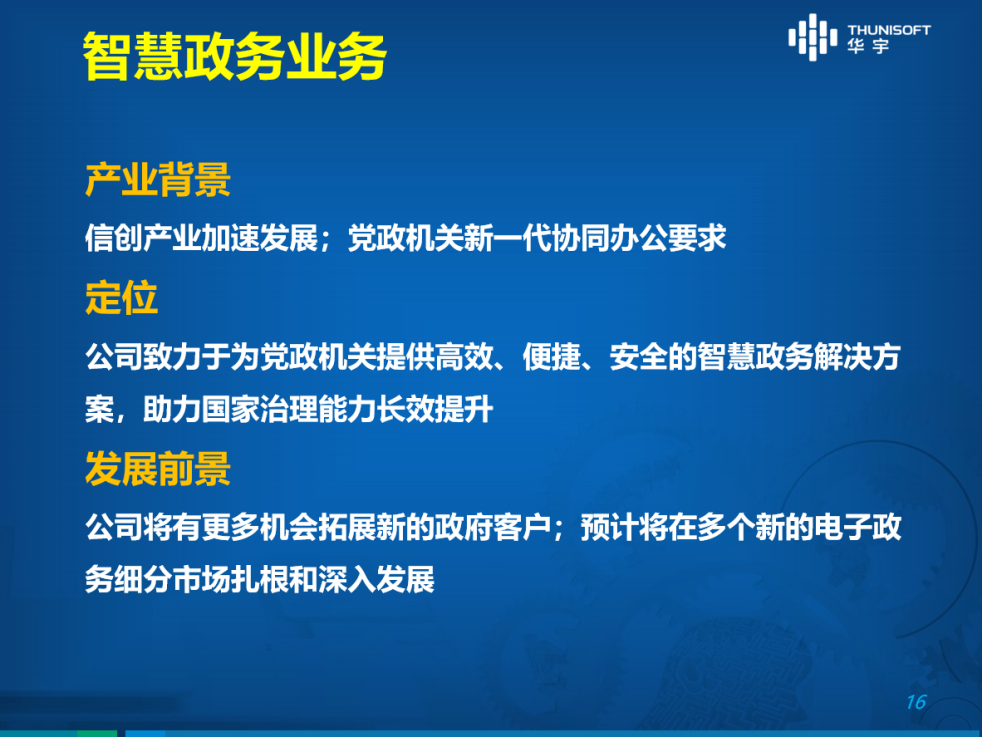 智慧政务业务
THUNISOFT
华宇
产业背景
信创产业加速发展；党政机关新一代协同办公要求
定位
公司致力于为党政机关提供高效、便捷、安全的智慧政务解决方
案，助力国家治理能力长效提升
发展前景
公司将有更多机会拓展新的政府客户；预计将在多个新的电子政
务细分市场扎根和深入发展
16